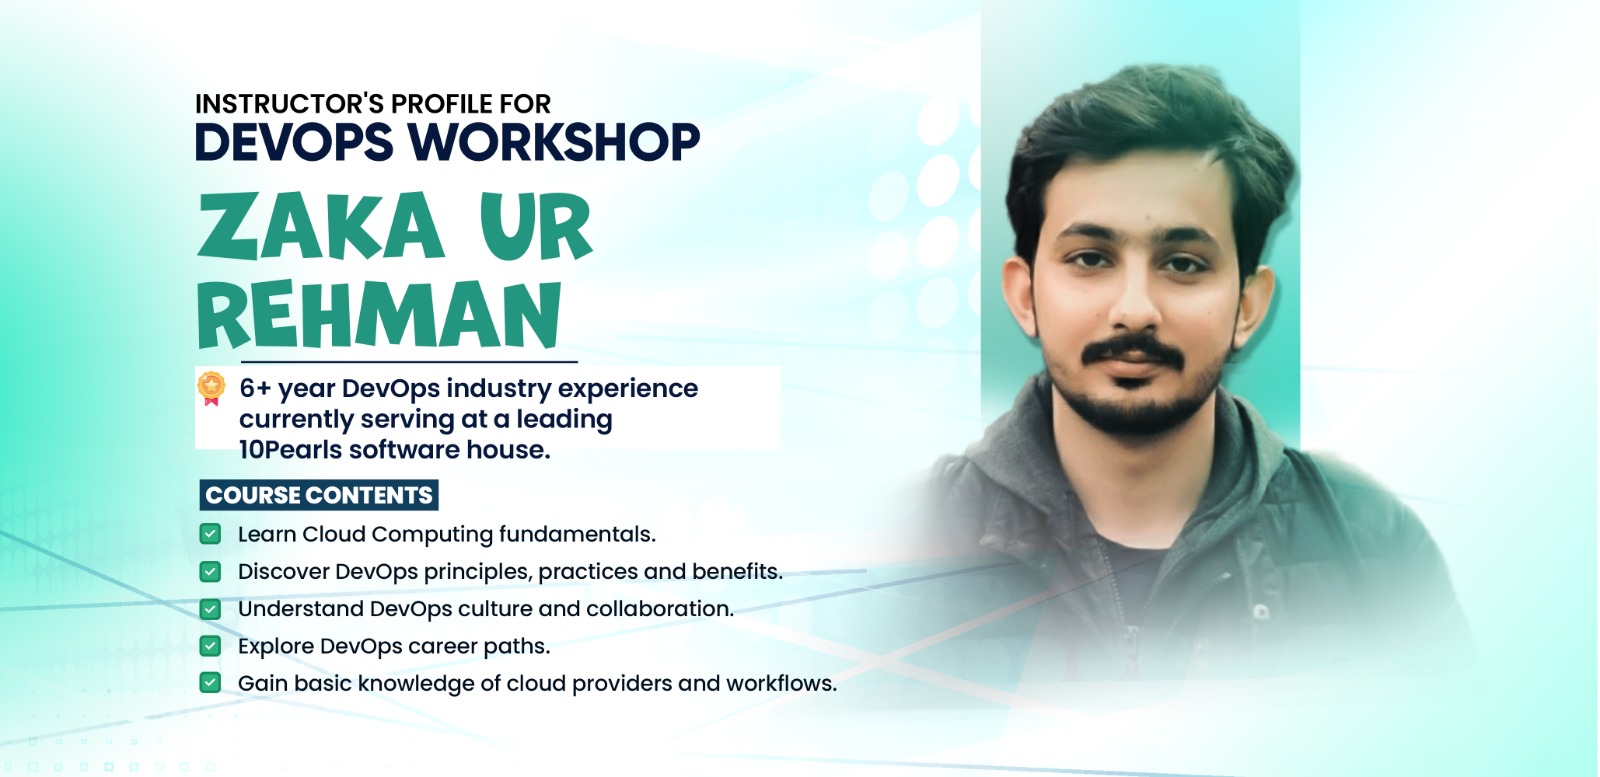 INSTRUCTOR'S PROFILE FOR
DEVOPS WORKSHOP
ZAKA UR
REHMAN
6+ year DevOps industry experience
currently serving at a leading
10Pearls software house.
COURSE CONTENTS
Learn Cloud Computing fundamentals.
Discover DevOps principles, practices and benefits.
Understand DevOps culture and collaboration.
Explore DevOps career paths.
Gain basic knowledge of cloud providers and workflows.